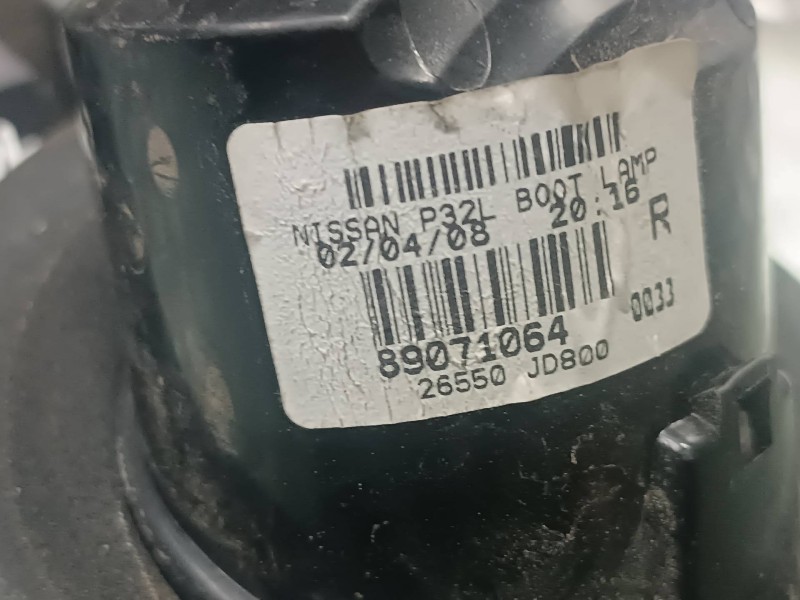 NISSAN P32L BOOT LAMP
02/04/08 20:16 R
89071064 0033
26550 JD800